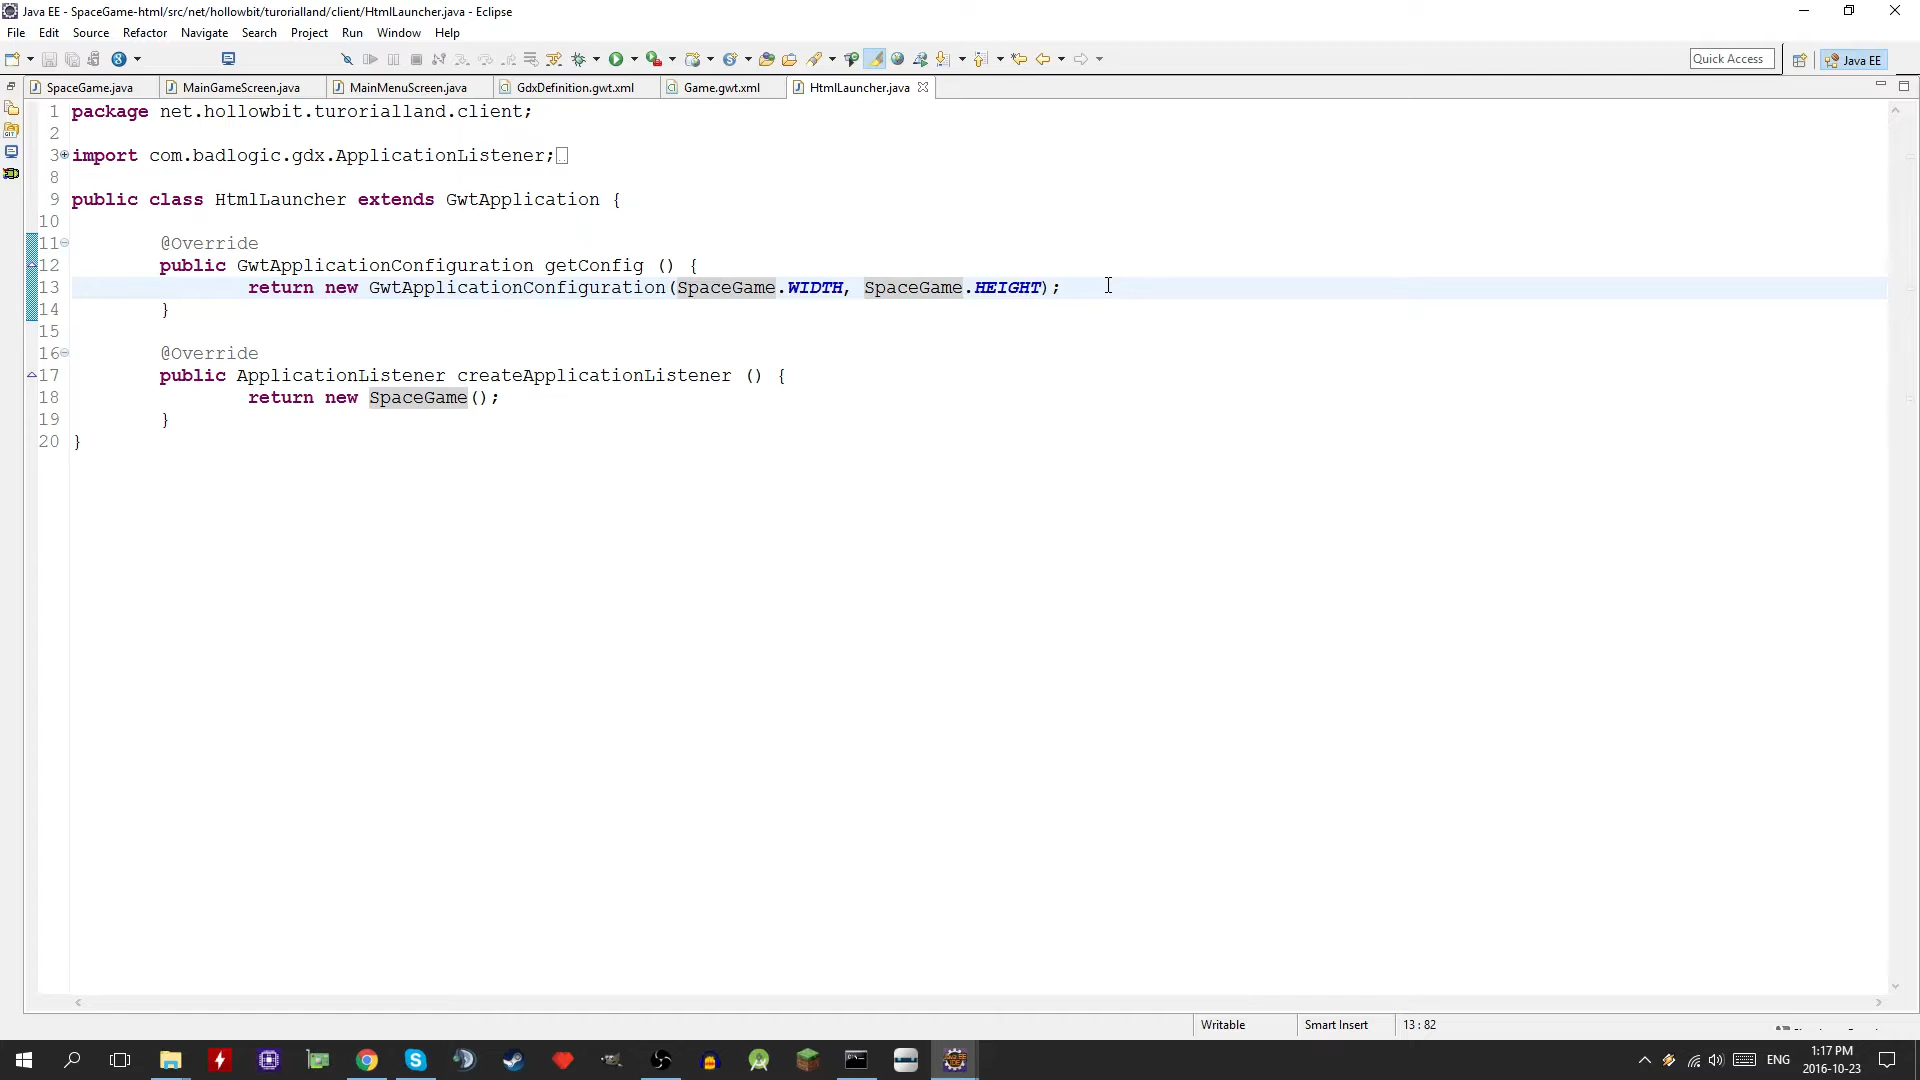 Java EE - SpaceGame-html/src/net/hollowbit/turorialland/client/HtmlLauncher.java - Eclipse
File Edit Source Refactor Navigate Search Project Run Window Help
Quick Access Java EE
SpaceGame.java MainGameScreen.java MainMenuScreen.java GdxDefinition.gwt.xml Game.gwt.xml HtmlLauncher.java
1 package net.hollowbit.turorialland.client;
2
3 import com.badlogic.gdx.ApplicationListener;
8
9 public class HtmlLauncher extends GwtApplication {
10
11 @Override
12 public GwtApplicationConfiguration getConfig () {
13 return new GwtApplicationConfiguration(SpaceGame.WIDTH, SpaceGame.HEIGHT);
14 }
15
16 @Override
17 public ApplicationListener createApplicationListener () {
18 return new SpaceGame();
19 }
20 }
Writable Smart Insert 13 : 82
ENG 1:17 PM
2016-10-23